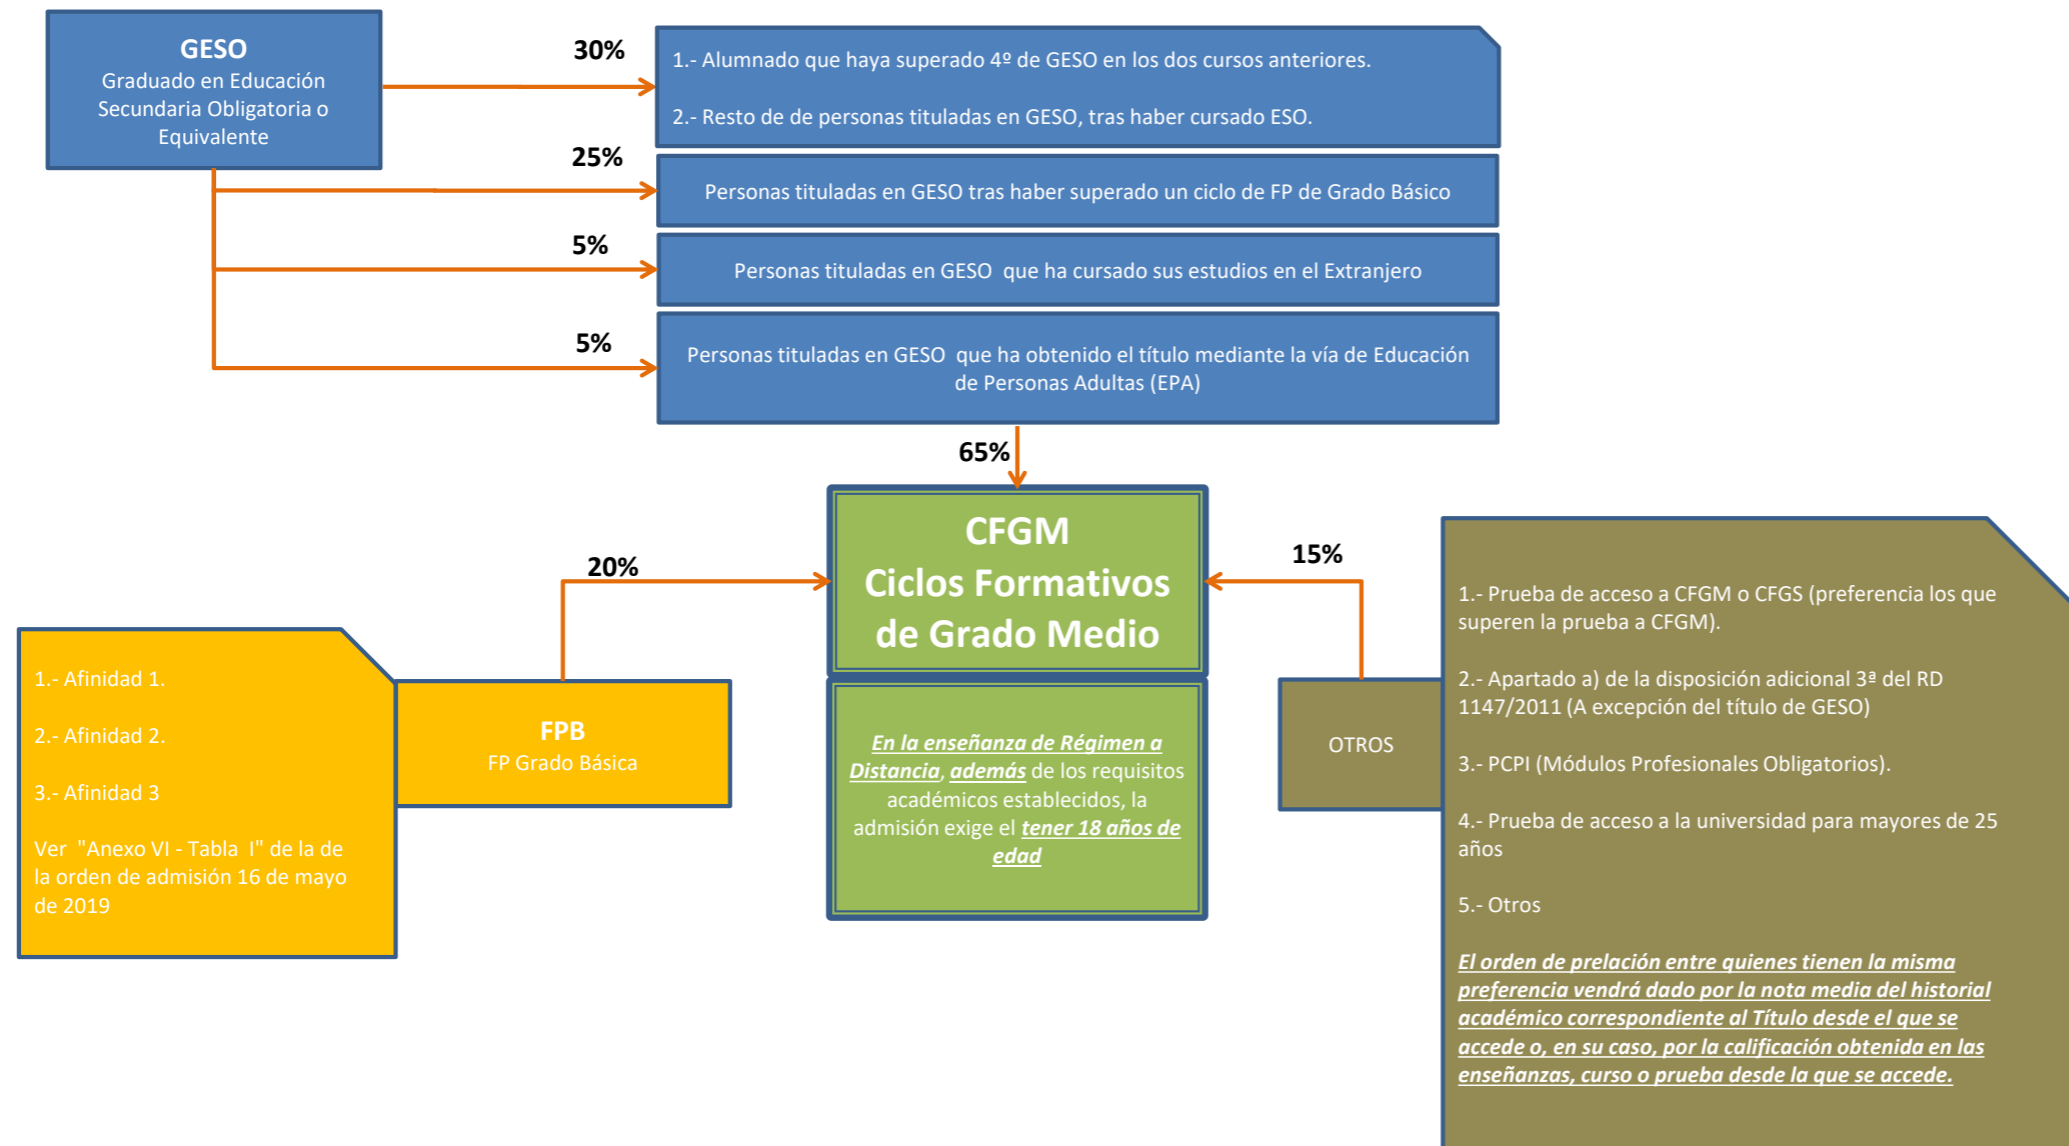 GESO
Graduado en Educación
Secundaria Obligatoria o
Equivalente
30%
1.- Alumnado que haya superado 4º de GESO en los dos cursos anteriores.
2.- Resto de de personas tituladas en GESO, tras haber cursado ESO.
25%
Personas tituladas en GESO tras haber superado un ciclo de FP de Grado Básico
5%
Personas tituladas en GESO que ha cursado sus estudios en el Extranjero
5%
Personas tituladas en GESO que ha obtenido el título mediante la vía de Educación
de Personas Adultas (EPA)
65%
CFGM
Ciclos Formativos
de Grado Medio
En la enseñanza de Régimen a
Distancia, además de los requisitos
académicos establecidos, la
admisión exige el tener 18 años de
edad
20%
1.- Afinidad 1.
2.- Afinidad 2.
3.- Afinidad 3
Ver "Anexo VI - Tabla I" de la de
la orden de admisión 16 de mayo
de 2019
FPB
FP Grado Básica
15%
OTROS
1.- Prueba de acceso a CFGM o CFGS (preferencia los que
superen la prueba a CFGM).
2.- Apartado a) de la disposición adicional 3ª del RD
1147/2011 (A excepción del título de GESO)
3.- PCPI (Módulos Profesionales Obligatorios).
4.- Prueba de acceso a la universidad para mayores de 25
años
5.- Otros
El orden de prelación entre quienes tienen la misma
preferencia vendrá dado por la nota media del historial
académico correspondiente al Título desde el que se
accede o, en su caso, por la calificación obtenida en las
enseñanzas, curso o prueba desde la que se accede.